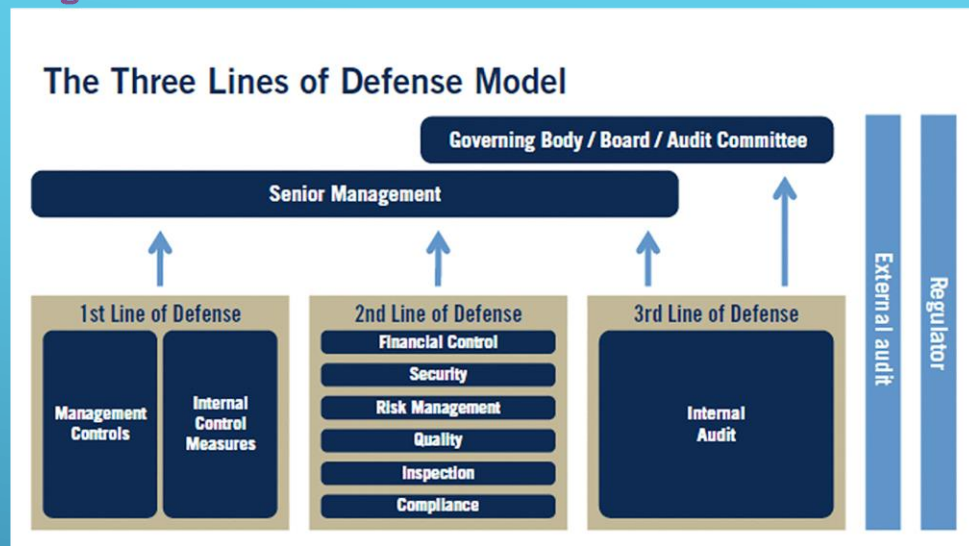 The Three Lines of Defense Model
Governing Body / Board / Audit Committee
Senior Management
1st Line of Defense
Management
Controls
Internal
Control
Measures
2nd Line of Defense
Financial Control
Security
Risk Management
Quality
Inspection
Compliance
3rd Line of Defense
Internal
Audit
External audit
Regulator